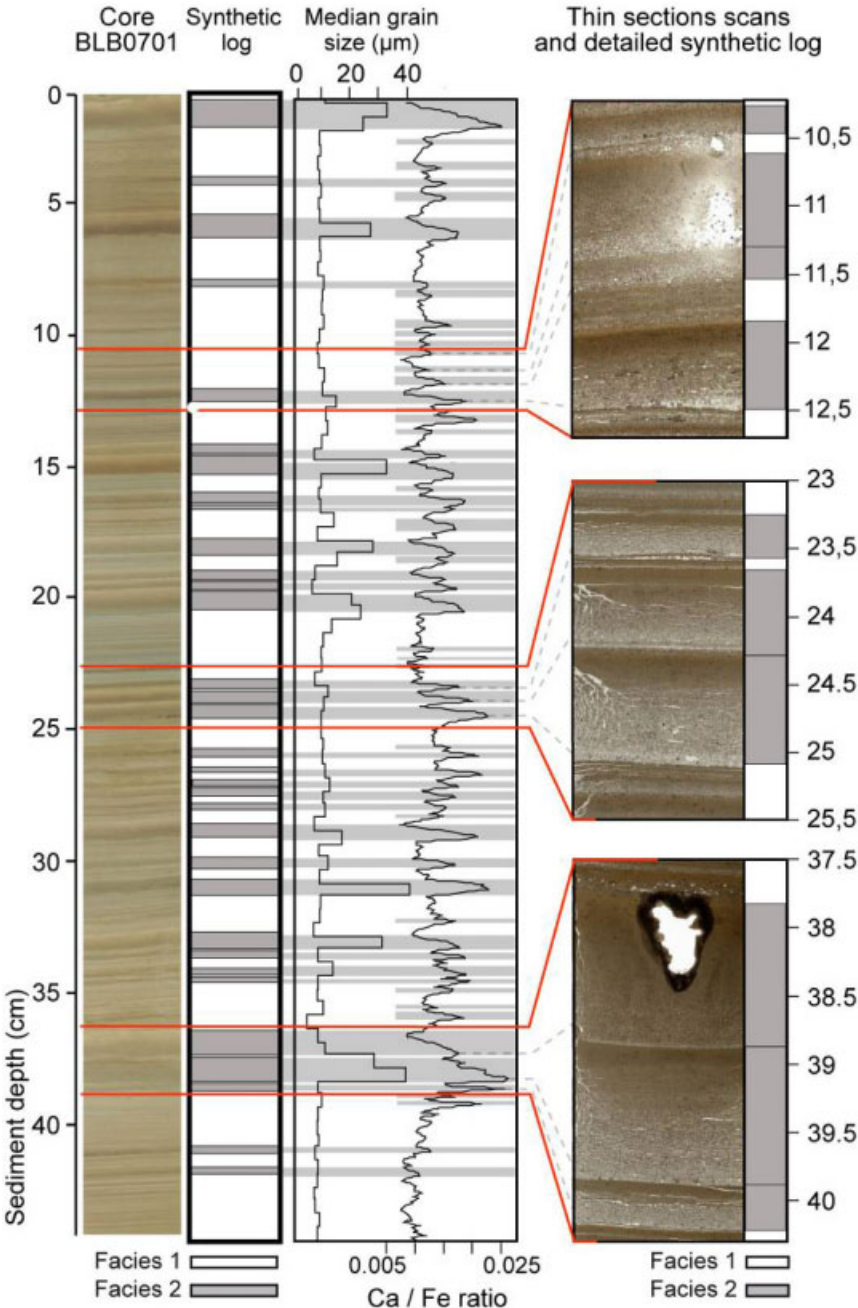 Core
BLB0701
Synthetic
log
Median grain
size (µm)
Thin sections scans
and detailed synthetic log
0 20 40
0
5
10
15
20
25
30
35
40
Sediment depth (cm)
10,5
11
11,5
12
12,5
23
23,5
24
24.5
25
25,5
37.5
38
38.5
39
39.5
40
Facies 1
Facies 2
0.005 0.025
Ca / Fe ratio
Facies 1
Facies 2